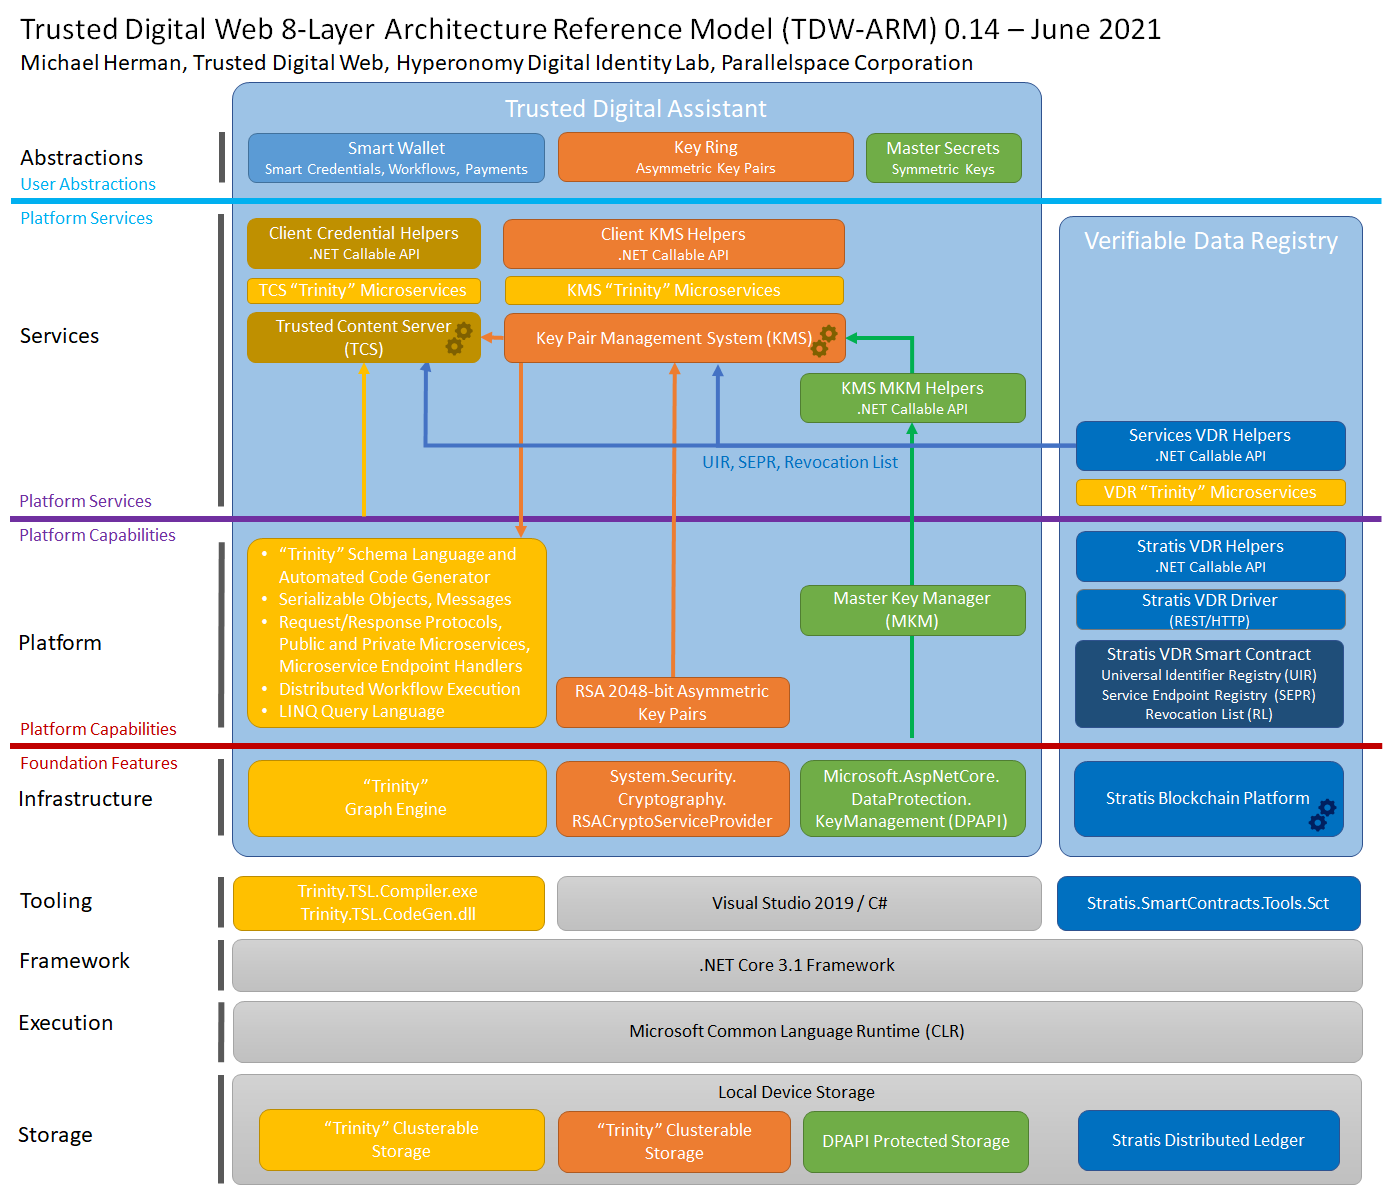 Trusted Digital Web 8-Layer Architecture Reference Model (TDW-ARM) 0.14 – June 2021
Michael Herman, Trusted Digital Web, Hyperonomy Digital Identity Lab, Parallelspace Corporation
Trusted Digital Assistant
Abstractions
User Abstractions
Smart Wallet
Smart Credentials, Workflows, Payments
Key Ring
Asymmetric Key Pairs
Master Secrets
Symmetric Keys
Platform Services
Verifiable Data Registry
Services
Client Credential Helpers
.NET Callable API
Client KMS Helpers
.NET Callable API
TCS “Trinity” Microservices
KMS “Trinity” Microservices
Trusted Content Server
(TCS)
Key Pair Management System (KMS)
KMS MKM Helpers
.NET Callable API
Services VDR Helpers
.NET Callable API
UIR, SEPR, Revocation List
VDR “Trinity” Microservices
Platform Services
Platform Capabilities
Platform
• “Trinity” Schema Language and
Automated Code Generator
• Serializable Objects, Messages
• Request/Response Protocols,
Public and Private Microservices,
Microservice Endpoint Handlers
• Distributed Workflow Execution
• LINQ Query Language
RSA 2048-bit Asymmetric
Key Pairs
Master Key Manager
(MKM)
Stratis VDR Helpers
.NET Callable API
Stratis VDR Driver
(REST/HTTP)
Stratis VDR Smart Contract
Universal Identifier Registry (UIR)
Service Endpoint Registry (SEPR)
Revocation List (RL)
Platform Capabilities
Foundation Features
Infrastructure
“Trinity”
Graph Engine
System.Security.
Cryptography.
RSACryptoServiceProvider
Microsoft.AspNetCore.
DataProtection.
KeyManagement (DPAPI)
Stratis Blockchain Platform
Tooling
Trinity.TSL.Compiler.exe
Trinity.TSL.CodeGen.dll
Visual Studio 2019 / C#
Stratis.SmartContracts.Tools.Sct
Framework
.NET Core 3.1 Framework
Execution
Microsoft Common Language Runtime (CLR)
Storage
Local Device Storage
“Trinity” Clusterable
Storage
“Trinity” Clusterable
Storage
DPAPI Protected Storage
Stratis Distributed Ledger